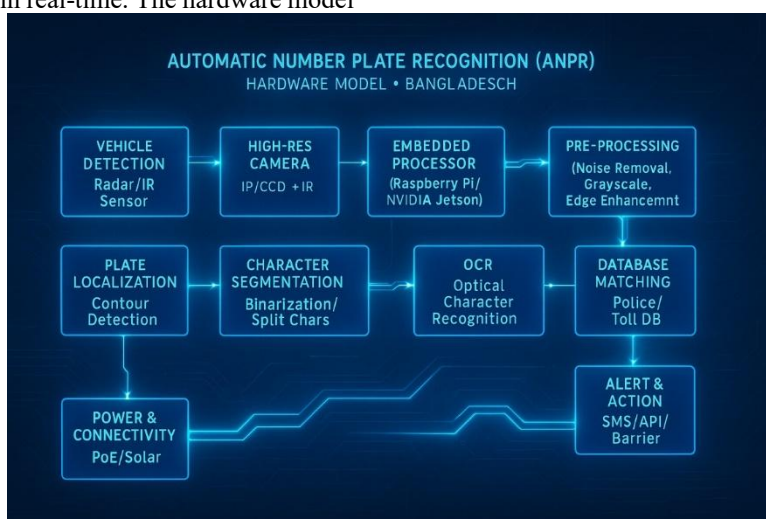 in real-time. The hardware model
AUTOMATIC NUMBER PLATE RECOGNITION (ANPR)
HARDWARE MODEL • BANGLADESCH
VEHICLE
DETECTION
Radar/IR
Sensor
HIGH-RES
CAMERA
IP/CCD +IR
EMBEDDED
PROCESSOR
(Raspberry Pi/
NVIDIA Jetson)
PRE-PROCESSING
(Noise Removal,
Grayscale,
Edge Enhancemnt
PLATE
LOCALIZATION
Contour
Detection
CHARACTER
SEGMENTATION
Binarization/
Split Chars
OCR
Optical
Character
Recognition
DATABASE
MATCHING
Police/
Toll DB
POWER &
CONNECTIVITY
PoE/Solar
ALERT &
ACTION
SMS/API/
Barrier